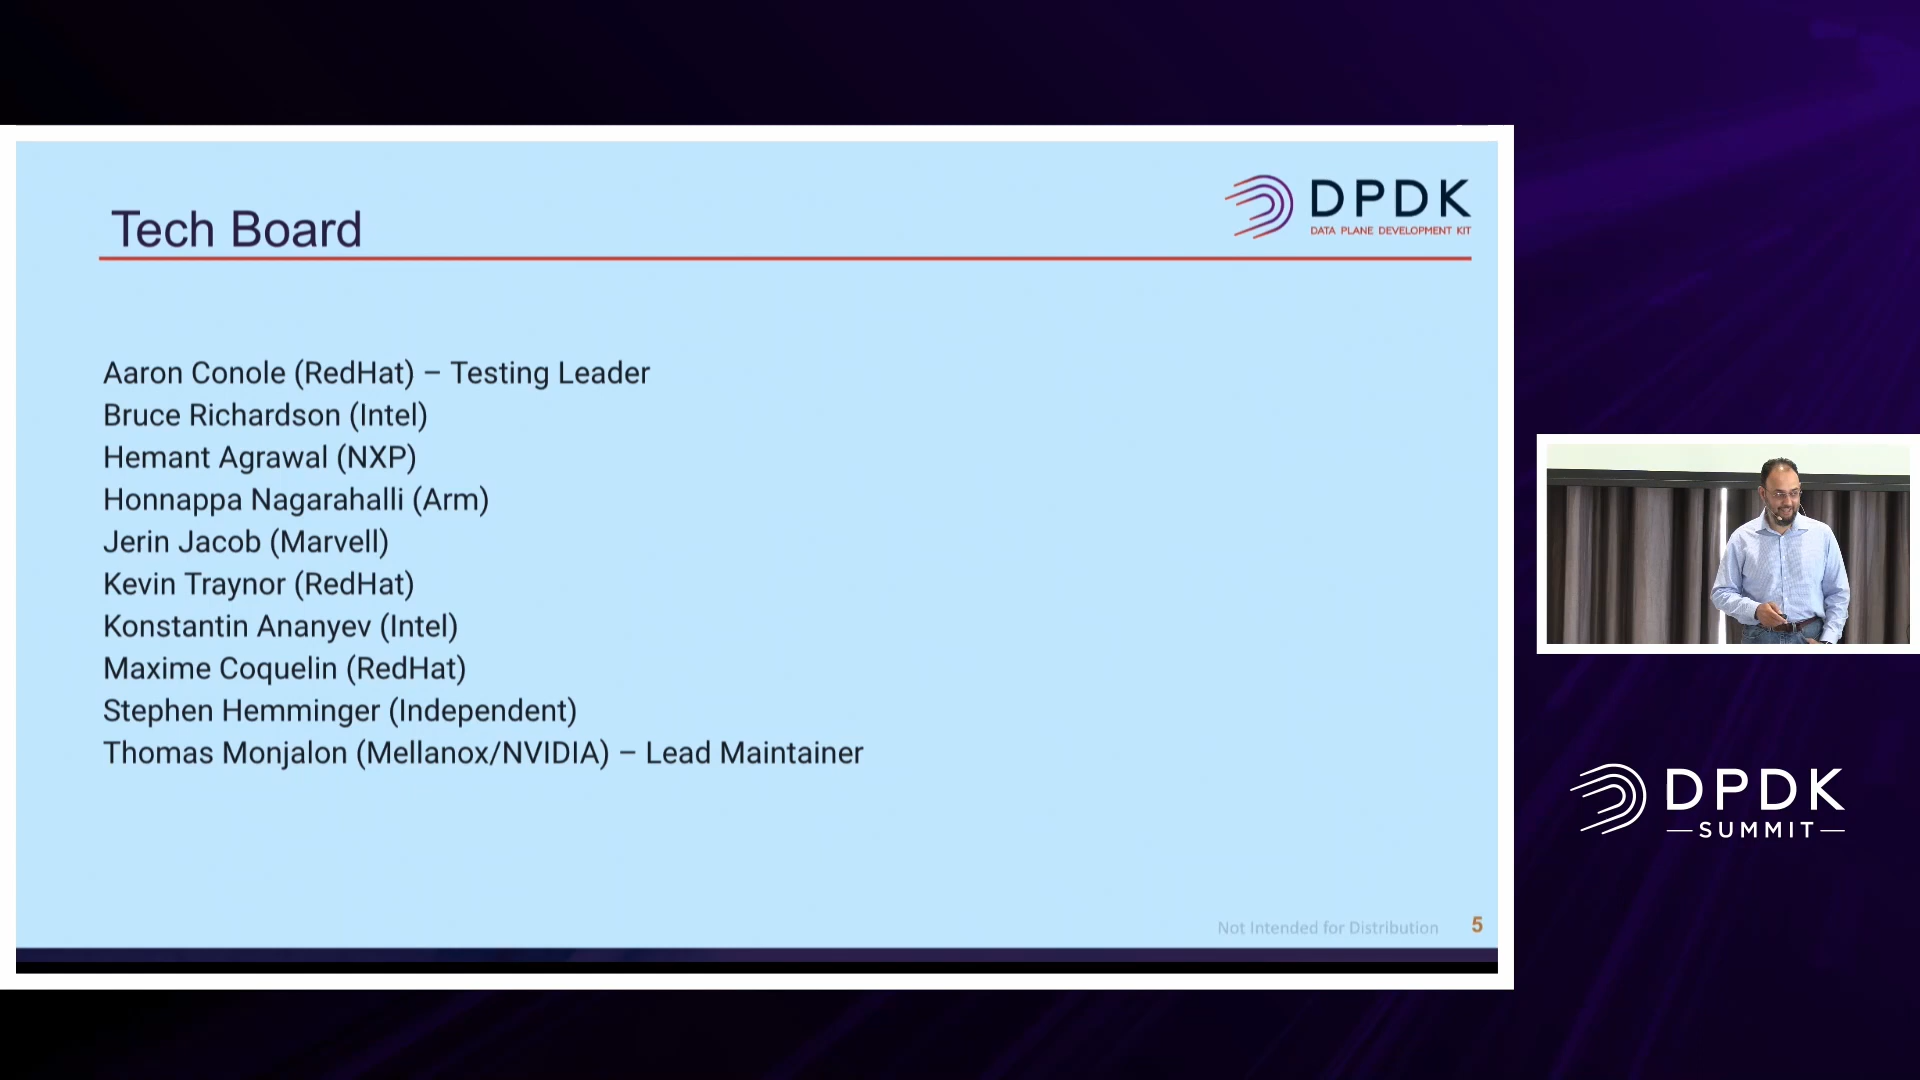 Tech Board
DPDK
DATA PLANE DEVELOPMENT KIT
Aaron Conole (RedHat) – Testing Leader
Bruce Richardson (Intel)
Hemant Agrawal (NXP)
Honnappa Nagarahalli (Arm)
Jerin Jacob (Marvell)
Kevin Traynor (RedHat)
Konstantin Ananyev (Intel)
Maxime Coquelin (RedHat)
Stephen Hemminger (Independent)
Thomas Monjalon (Mellanox/NVIDIA) – Lead Maintainer
Not Intended for Distribution 5
DPDK
SUMMIT